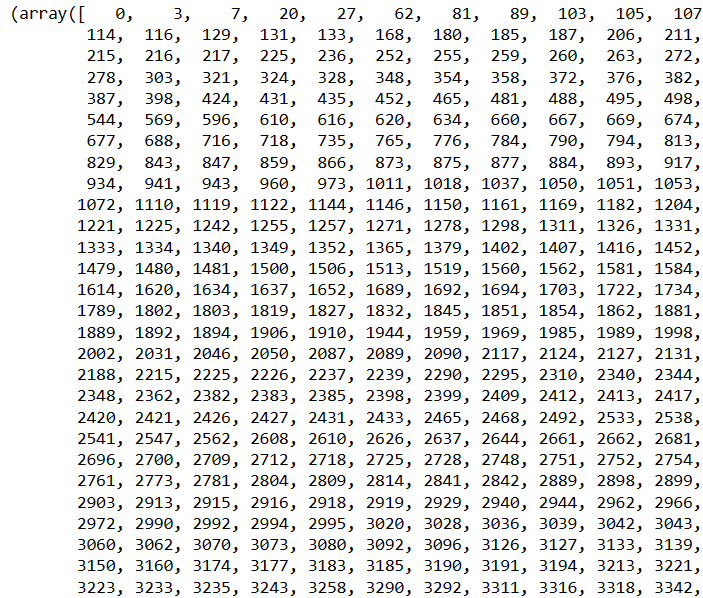 (array([   0,    3,    7,   20,   27,   62,   81,   89,  103,  105,  107
114,  116,  129,  131,  133,  168,  180,  185,  187,  206,  211,
215,  216,  217,  225,  236,  252,  255,  259,  260,  263,  272,
278,  303,  321,  324,  328,  348,  354,  358,  372,  376,  382,
387,  398,  424,  431,  435,  452,  465,  481,  488,  495,  498,
544,  569,  596,  610,  616,  620,  634,  660,  667,  669,  674,
677,  688,  716,  718,  735,  765,  776,  784,  790,  794,  813,
829,  843,  847,  859,  866,  873,  875,  877,  884,  893,  917,
934,  941,  943,  960,  973, 1011, 1018, 1037, 1050, 1051, 1053,
1072, 1110, 1119, 1122, 1144, 1146, 1150, 1161, 1169, 1182, 1204,
1221, 1225, 1242, 1255, 1257, 1271, 1278, 1298, 1311, 1326, 1331,
1333, 1334, 1340, 1349, 1352, 1365, 1379, 1402, 1407, 1416, 1452,
1479, 1480, 1481, 1500, 1506, 1513, 1519, 1560, 1562, 1581, 1584,
1614, 1620, 1634, 1637, 1652, 1689, 1692, 1694, 1703, 1722, 1734,
1789, 1802, 1803, 1819, 1827, 1832, 1845, 1851, 1854, 1862, 1881,
1889, 1892, 1894, 1906, 1910, 1944, 1959, 1969, 1985, 1989, 1998,
2002, 2031, 2046, 2050, 2087, 2089, 2090, 2117, 2124, 2127, 2131,
2188, 2215, 2225, 2226, 2237, 2239, 2290, 2295, 2310, 2340, 2344,
2348, 2362, 2382, 2383, 2385, 2398, 2399, 2409, 2412, 2413, 2417,
2420, 2421, 2426, 2427, 2431, 2433, 2465, 2468, 2492, 2533, 2538,
2541, 2547, 2562, 2608, 2610, 2626, 2637, 2644, 2661, 2662, 2681,
2696, 2700, 2709, 2712, 2718, 2725, 2728, 2748, 2751, 2752, 2754,
2761, 2773, 2781, 2804, 2809, 2814, 2841, 2842, 2889, 2898, 2899,
2903, 2913, 2915, 2916, 2918, 2919, 2929, 2940, 2944, 2962, 2966,
2972, 2990, 2992, 2994, 2995, 3020, 3028, 3036, 3039, 3042, 3043,
3060, 3062, 3070, 3073, 3080, 3092, 3096, 3126, 3127, 3133, 3139,
3150, 3160, 3174, 3177, 3183, 3185, 3190, 3191, 3194, 3213, 3221,
3223, 3233, 3235, 3243, 3258, 3290, 3292, 3311, 3316, 3318, 3342,